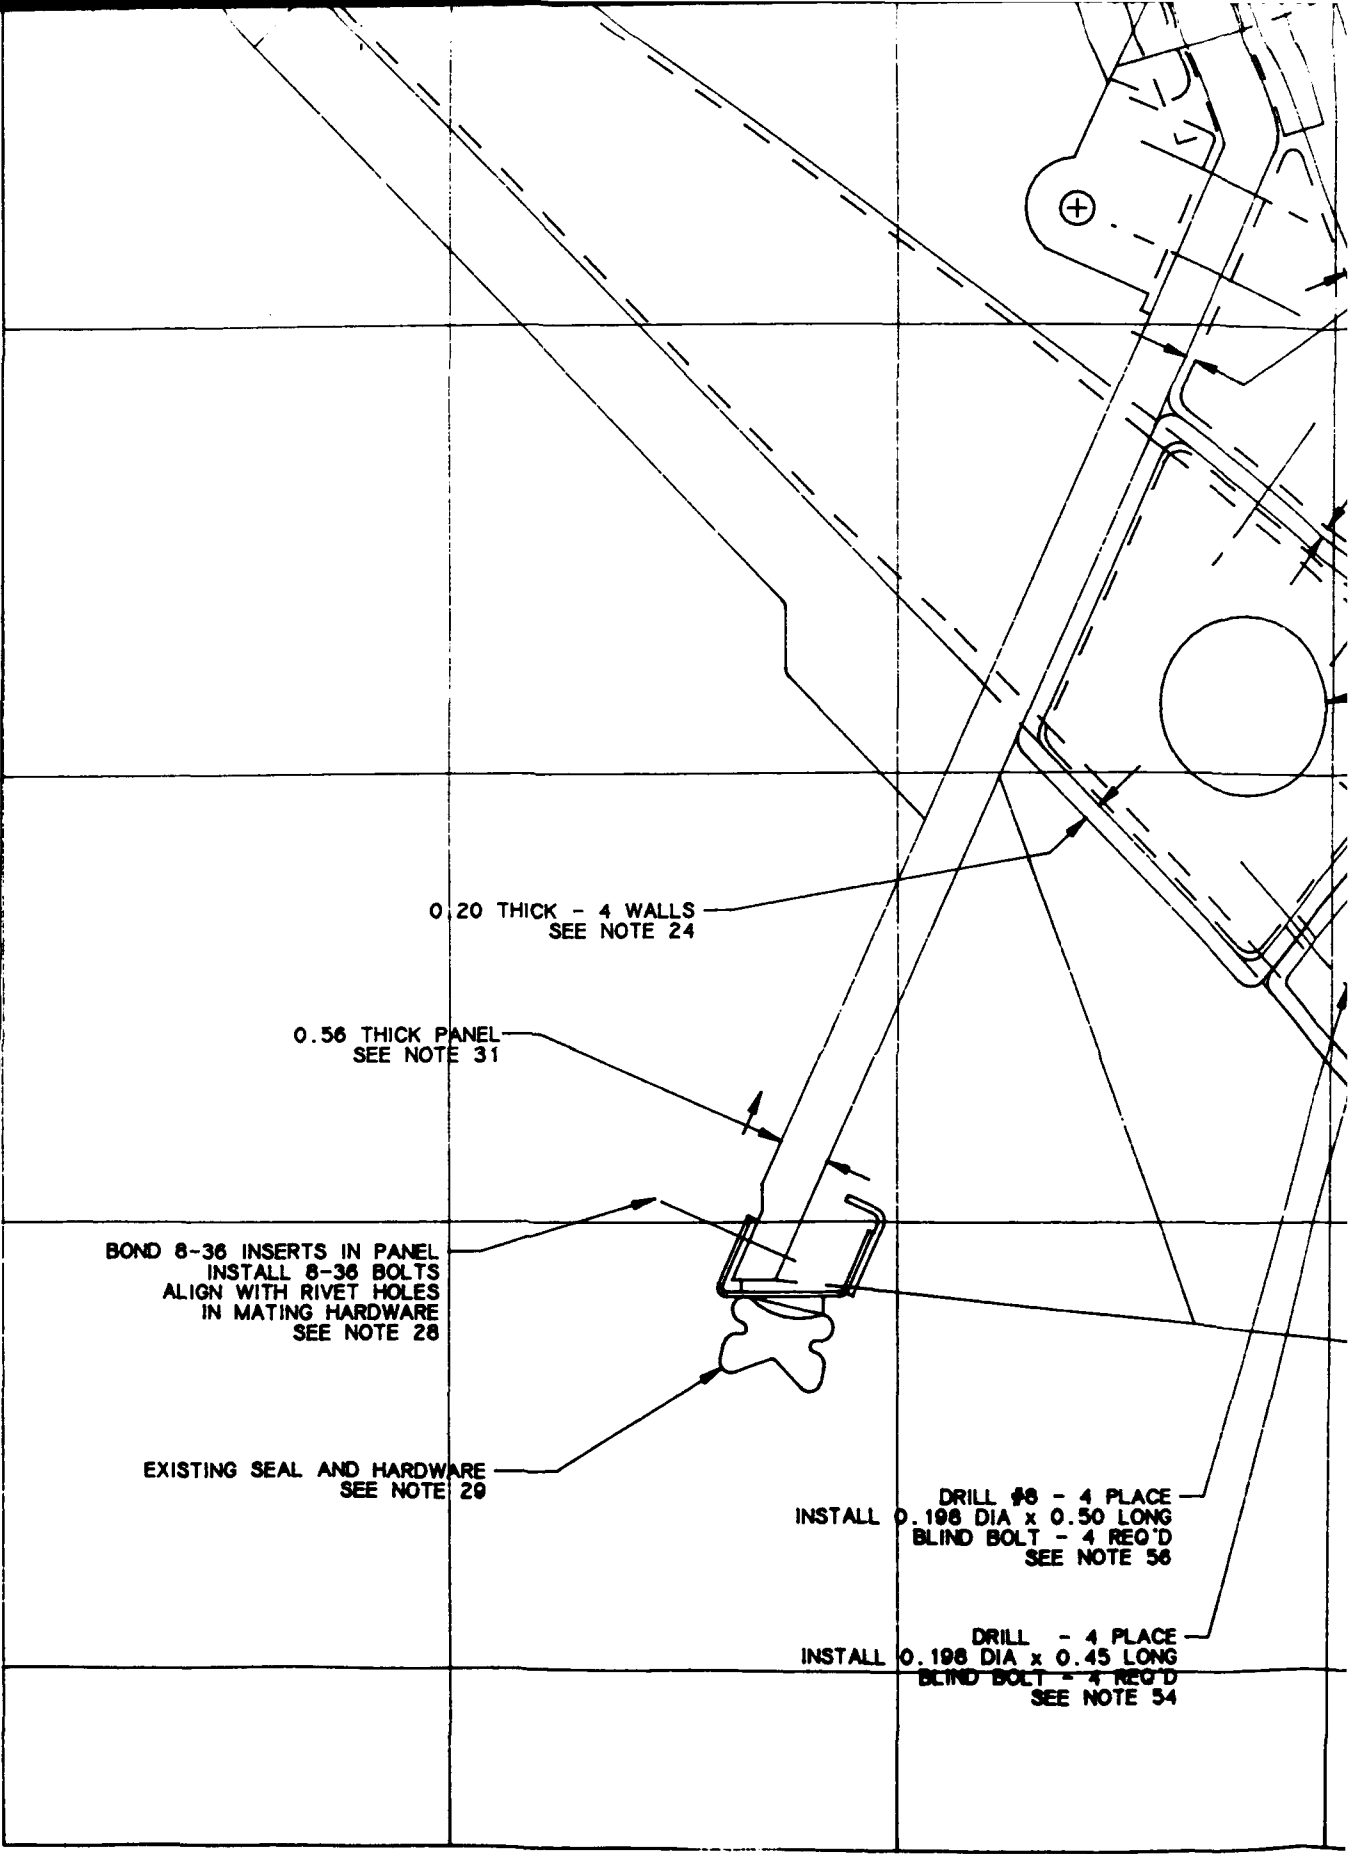 0.20 THICK - 4 WALLS
SEE NOTE 24
0.56 THICK PANEL
SEE NOTE 31
BOND 8-36 INSERTS IN PANEL
INSTALL 8-36 BOLTS
ALIGN WITH RIVET HOLES
IN MATING HARDWARE
SEE NOTE 28
EXISTING SEAL AND HARDWARE
SEE NOTE 29
DRILL #8 - 4 PLACE
INSTALL 0.198 DIA x 0.50 LONG
BLIND BOLT - 4 REQ'D
SEE NOTE 56
DRILL - 4 PLACE
INSTALL 0.198 DIA x 0.45 LONG
BLIND BOLT - 4 REQ'D
SEE NOTE 54